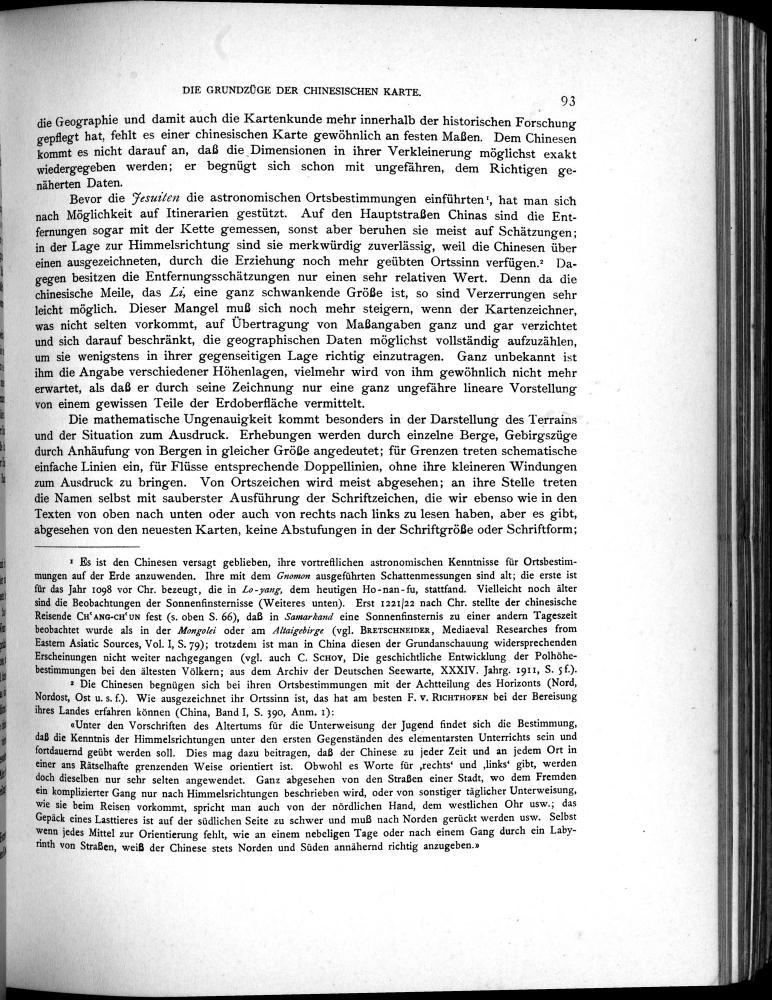 DIE GRUNDZÜGE DER CHINESISCHEN KARTE.
93
die Geographie und damit auch die Kartenkunde mehr innerhalb der historischen Forschung
gepflegt hat, fehlt es einer chinesischen Karte gewöhnlich an festen Maßen. Dem Chinesen
kommt es nicht darauf an, daß die Dimensionen in ihrer Verkleinerung möglichst exakt
wiedergegeben werden; er begnügt sich schon mit ungefähren, dem Richtigen ge-
näherten Daten.
Bevor die Jesuiten die astronomischen Ortsbestimmungen einführten¹, hat man sich
nach Möglichkeit auf Itinerarien gestützt. Auf den Hauptstraßen Chinas sind die Ent-
fernungen sogar mit der Kette gemessen, sonst aber beruhen sie meist auf Schätzungen;
in der Lage zur Himmelsrichtung sind sie merkwürdig zuverlässig, weil die Chinesen über
einen ausgezeichneten, durch die Erziehung noch mehr geübten Ortssinn verfügen.² Da-
gegen besitzen die Entfernungsschätzungen nur einen sehr relativen Wert. Denn da die
chinesische Meile, das Li, eine ganz schwankende Größe ist, so sind Verzerrungen sehr
leicht möglich. Dieser Mangel muß sich noch mehr steigern, wenn der Kartenzeichner,
was nicht selten vorkommt, auf Übertragung von Maßangaben ganz und gar verzichtet
und sich darauf beschränkt, die geographischen Daten möglichst vollständig aufzuzählen,
um sie wenigstens in ihrer gegenseitigen Lage richtig einzutragen. Ganz unbekannt ist
ihm die Angabe verschiedener Höhenlagen, vielmehr wird von ihm gewöhnlich nicht mehr
erwartet, als daß er durch seine Zeichnung nur eine ganz ungefähre lineare Vorstellung
von einem gewissen Teile der Erdoberfläche vermittelt.
Die mathematische Ungenauigkeit kommt besonders in der Darstellung des Terrains
und der Situation zum Ausdruck. Erhebungen werden durch einzelne Berge, Gebirgszüge
durch Anhäufung von Bergen in gleicher Größe angedeutet; für Grenzen treten schematische
einfache Linien ein, für Flüsse entsprechende Doppellinien, ohne ihre kleineren Windungen
zum Ausdruck zu bringen. Von Ortszeichen wird meist abgesehen; an ihre Stelle treten
die Namen selbst mit sauberster Ausführung der Schriftzeichen, die wir ebenso wie in den
Texten von oben nach unten oder auch von rechts nach links zu lesen haben, aber es gibt,
abgesehen von den neuesten Karten, keine Abstufungen in der Schriftgröße oder Schriftform;
¹ Es ist den Chinesen versagt geblieben, ihre vortrefflichen astronomischen Kenntnisse für Ortsbestim-
mungen auf der Erde anzuwenden. Ihre mit dem Gnomon ausgeführten Schattenmessungen sind alt; die erste ist
für das Jahr 1098 vor Chr. bezeugt, die in Lo-yang, dem heutigen Ho-nan-fu, stattfand. Vielleicht noch älter
sind die Beobachtungen der Sonnenfinsternisse (Weiteres unten). Erst 1221/22 nach Chr. stellte der chinesische
Reisende CHʻANG-CHʻUN fest (s. oben S. 66), daß in Samarkand eine Sonnenfinsternis zu einer andern Tageszeit
beobachtet wurde als in der Mongolei oder am Altaigebirge (vgl. BRETSCHNEIDER, Mediaeval Researches from
Eastern Asiatic Sources, Vol. I, S. 79); trotzdem ist man in China diesen der Grundanschauung widersprechenden
Erscheinungen nicht weiter nachgegangen (vgl. auch C. SCHOY, Die geschichtliche Entwicklung der Polhöhe-
bestimmungen bei den ältesten Völkern; aus dem Archiv der Deutschen Seewarte, XXXIV. Jahrg. 1911, S. 5 f.).
² Die Chinesen begnügen sich bei ihren Ortsbestimmungen mit der Achtteilung des Horizonts (Nord,
Nordost, Ost u. s. f.). Wie ausgezeichnet ihr Ortssinn ist, das hat am besten F. v. RICHTHOFEN bei der Bereisung
ihres Landes erfahren können (China, Band I, S. 390, Anm. 1):
«Unter den Vorschriften des Altertums für die Unterweisung der Jugend findet sich die Bestimmung,
daß die Kenntnis der Himmelsrichtungen unter den ersten Gegenständen des elementarsten Unterrichts sein und
fortdauernd geübt werden soll. Dies mag dazu beitragen, daß der Chinese zu jeder Zeit und an jedem Ort in
einer ans Rätselhafte grenzenden Weise orientiert ist. Obwohl es Worte für ‚rechts‘ und ‚links‘ gibt, werden
doch dieselben nur sehr selten angewendet. Ganz abgesehen von den Straßen einer Stadt, wo dem Fremden
ein komplizierter Gang nur nach Himmelsrichtungen beschrieben wird, oder von sonstiger täglicher Unterweisung,
wie sie beim Reisen vorkommt, spricht man auch von der nördlichen Hand, dem westlichen Ohr usw.; das
Gepäck eines Lasttieres ist auf der südlichen Seite zu schwer und muß nach Norden gerückt werden usw. Selbst
wenn jedes Mittel zur Orientierung fehlt, wie an einem nebeligen Tage oder nach einem Gang durch ein Laby-
rinth von Straßen, weiß der Chinese stets Norden und Süden annähernd richtig anzugeben.»